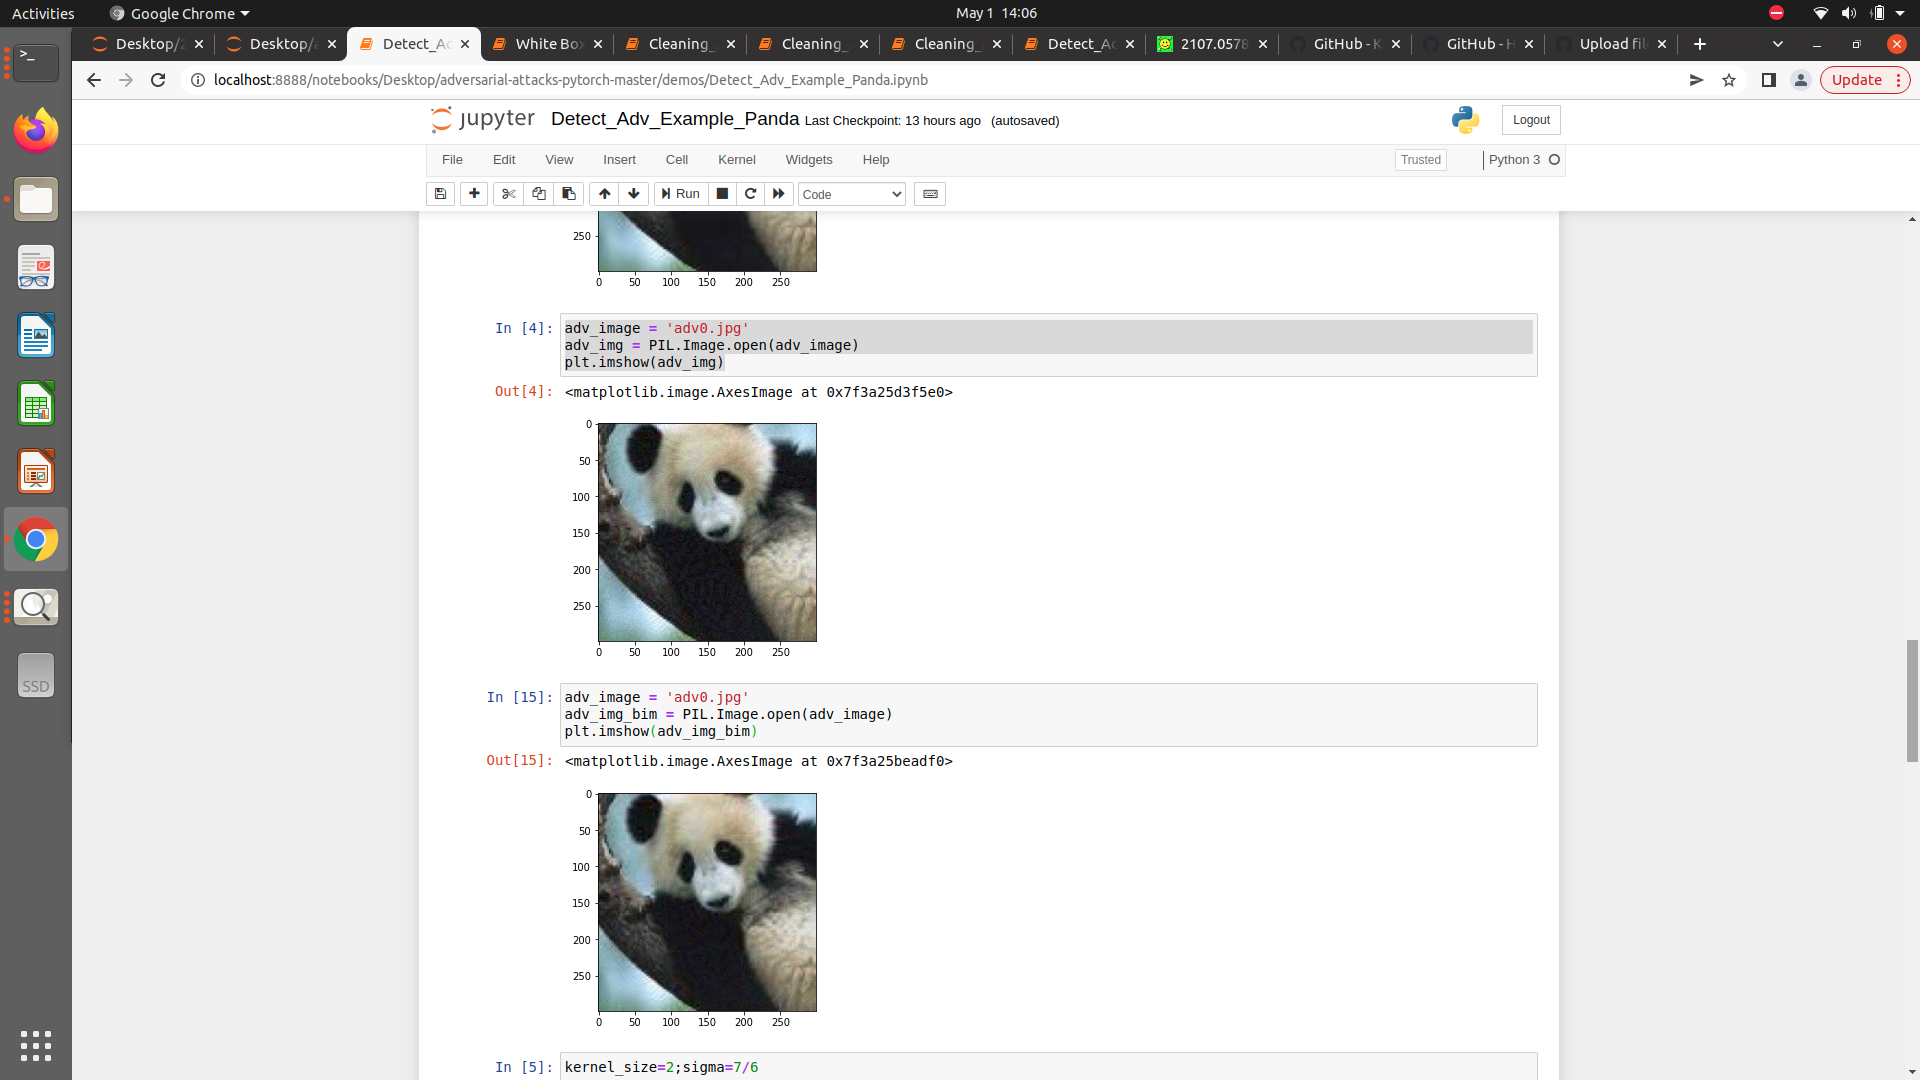 Activities
Google Chrome
May 1 14:06
Desktop/2
Desktop/a
Detect_Ad
White Box
Cleaning_
Cleaning_
Cleaning_
Detect_Ad
2107.0578
GitHub - K
GitHub - H
Upload fil
localhost:8888/notebooks/Desktop/adversarial-attacks-pytorch-master/demos/Detect_Adv_Example_Panda.ipynb
Update
jupyter
Detect_Adv_Example_Panda Last Checkpoint: 13 hours ago (autosaved)
Logout
File Edit View Insert Cell Kernel Widgets Help
Trusted
Python 3
Run
Code
250
0 50 100 150 200 250
In [4]:
adv_image = 'adv0.jpg'
adv_img = PIL.Image.open(adv_image)
plt.imshow(adv_img)
Out[4]:
<matplotlib.image.AxesImage at 0x7f3a25d3f5e0>
0
50
100
150
200
250
0 50 100 150 200 250
In [15]:
adv_image = 'adv0.jpg'
adv_img_bim = PIL.Image.open(adv_image)
plt.imshow(adv_img_bim)
Out[15]:
<matplotlib.image.AxesImage at 0x7f3a25beadf0>
0
50
100
150
200
250
0 50 100 150 200 250
In [5]:
kernel_size=2;sigma=7/6
SSD